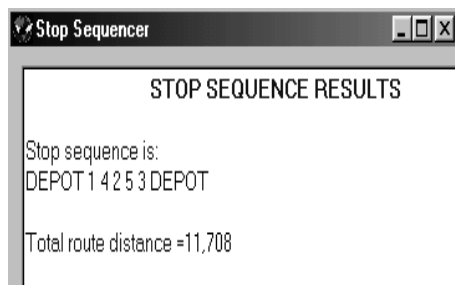 Stop Sequencer
STOP SEQUENCE RESULTS
Stop sequence is:
DEPOT 1 4 2 5 3 DEPOT
Total route distance =11,708